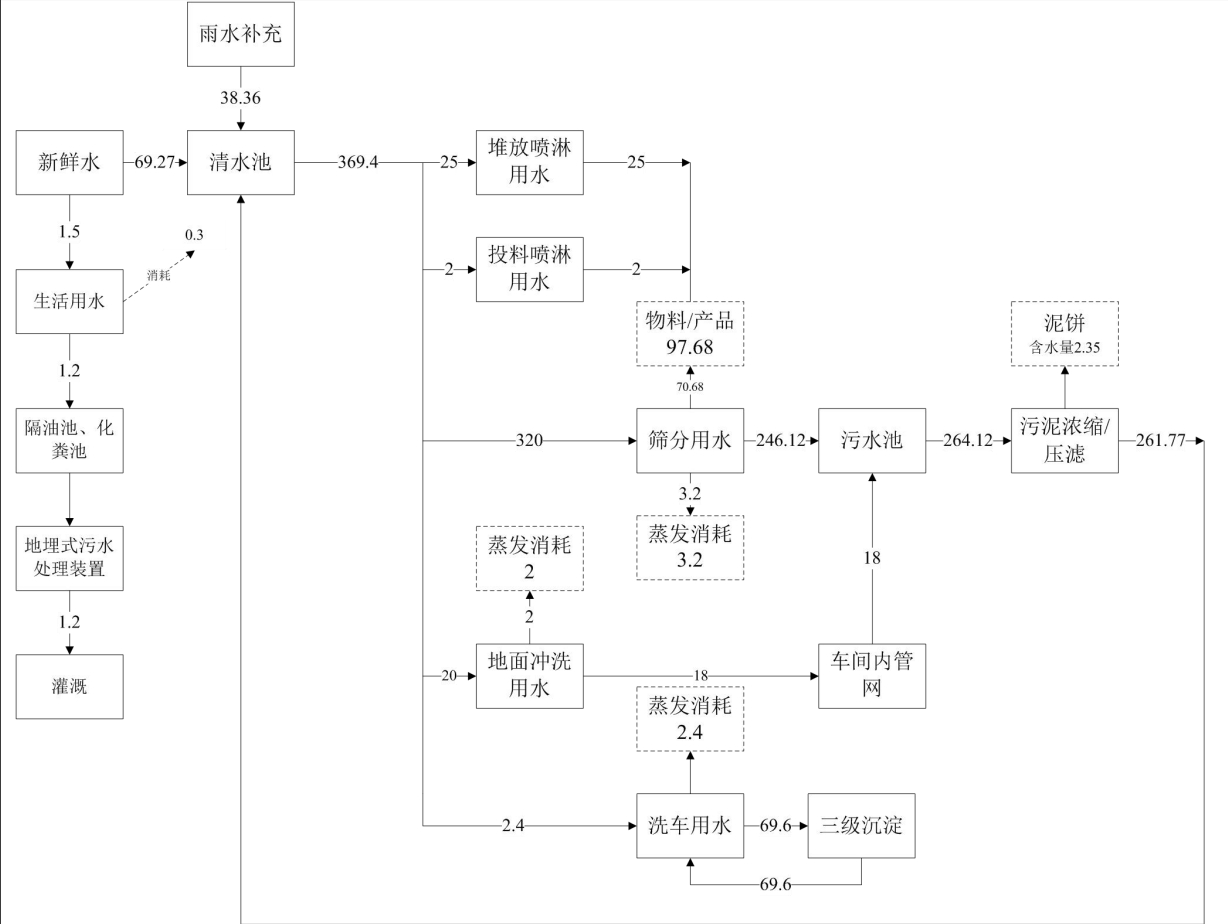 雨水补充
38.36
新鲜水
69.27
清水池
369.4
25
堆放喷淋
用水
25
1.5
0.3
消耗
2
投料喷淋
用水
2
生活用水
物料/产品
97.68
泥饼
含水量2.35
1.2
70.68
隔油池、化
粪池
320
筛分用水
246.12
污水池
264.12
污泥浓缩/
压滤
261.77
3.2
蒸发消耗
3.2
地埋式污水
处理装置
蒸发消耗
2
2
18
1.2
灌溉
20
地面冲洗
用水
18
车间内管
网
蒸发消耗
2.4
2.4
洗车用水
69.6
三级沉淀
69.6